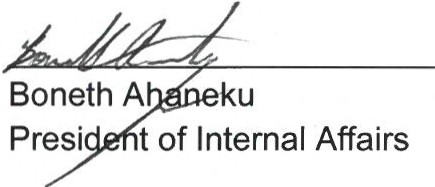 Boneth Ahaneku
President of Internal Affairs